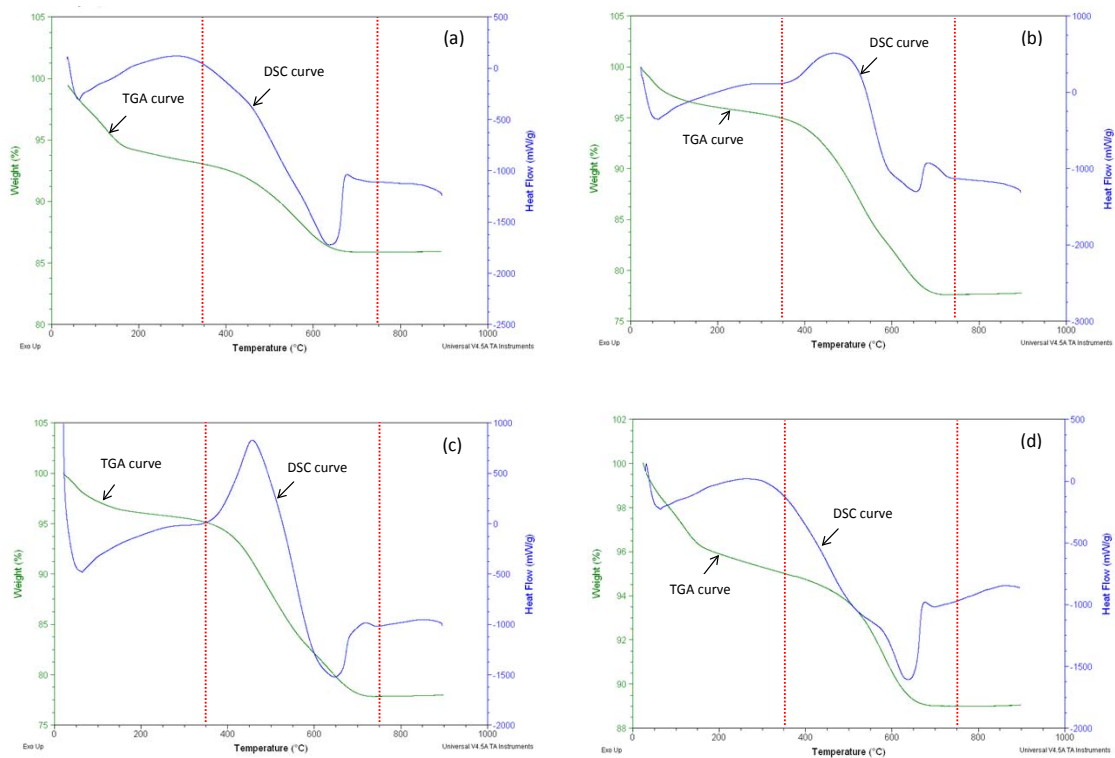 (a)
DSC curve
TGA curve
Weight (%)
105
100
95
90
85
80
500
0
-500
-1000
-1500
-2000
-2500
Heat Flow (mW/g)
0 200 400 600 800 1000
Exo Up
Temperature (°C)
Universal V4.5A TA Instruments
(b)
DSC curve
TGA curve
Weight (%)
105
100
95
90
85
80
75
1000
0
-1000
-2000
-3000
Heat Flow (mW/g)
0 200 400 600 800 1000
Exo Up
Temperature (°C)
Universal V4.5A TA Instruments
(c)
TGA curve
DSC curve
Weight (%)
105
100
95
90
85
80
75
1000
500
0
-500
-1000
-1500
-2000
Heat Flow (mW/g)
0 200 400 600 800 1000
Exo Up
Temperature (°C)
Universal V4.5A TA Instruments
(d)
DSC curve
TGA curve
Weight (%)
102
100
98
96
94
92
90
88
500
0
-500
-1000
-1500
-2000
Heat Flow (mW/g)
0 200 400 600 800 1000
Exo Up
Temperature (°C)
Universal V4.5A TA Instruments